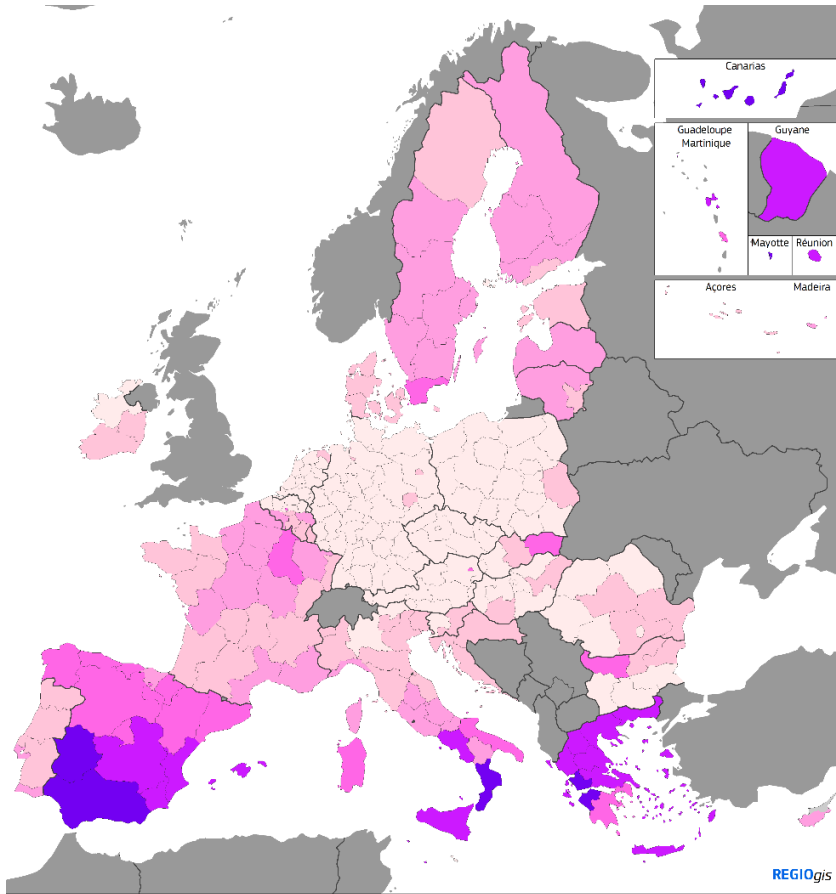 Canarias
Guadeloupe
Martinique
Guyane
Mayotte
Réunion
Açores
Madeira
REGIOgis